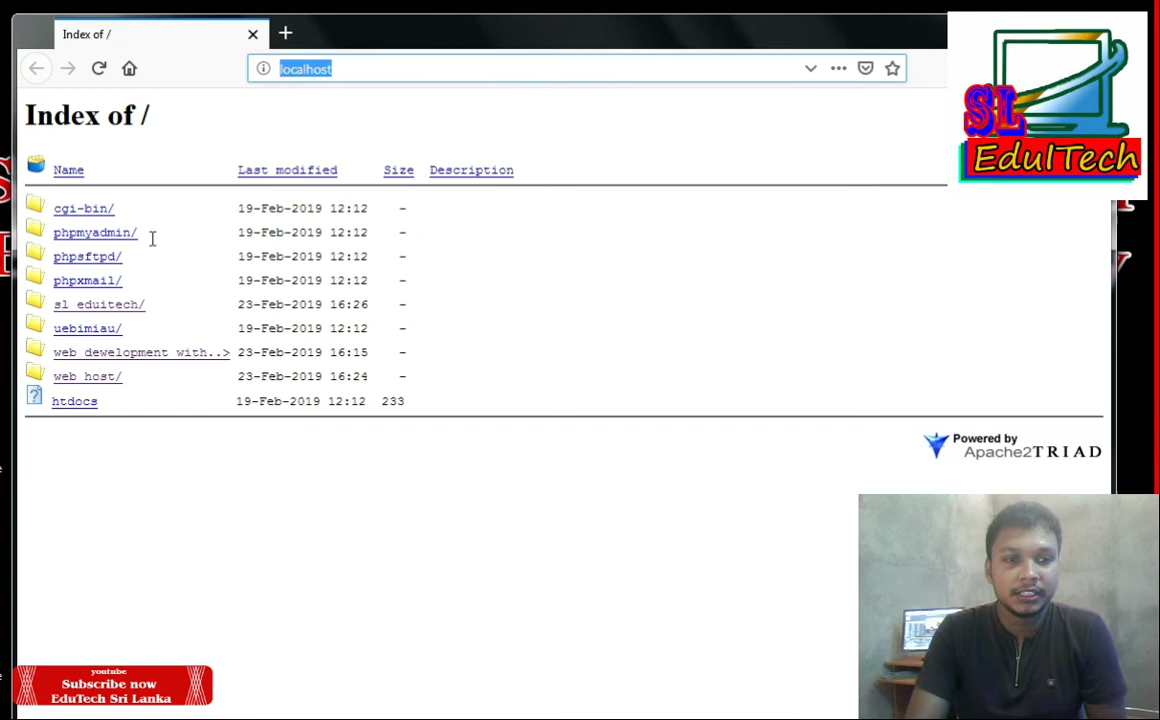 Index of /
localhost
SL
EduITech
Index of /
Name Last modified Size Description
cgi-bin/ 19-Feb-2019 12:12 -
phpmyadmin/ 19-Feb-2019 12:12 -
phpsftpd/ 19-Feb-2019 12:12 -
phpxmail/ 19-Feb-2019 12:12 -
sl eduitech/ 23-Feb-2019 16:26 -
uebimiau/ 19-Feb-2019 12:12 -
web dewelopment with..> 23-Feb-2019 16:15 -
web host/ 23-Feb-2019 16:24 -
htdocs 19-Feb-2019 12:12 233
Powered by
Apache2TRIAD
youtube
Subscribe now
EduTech Sri Lanka